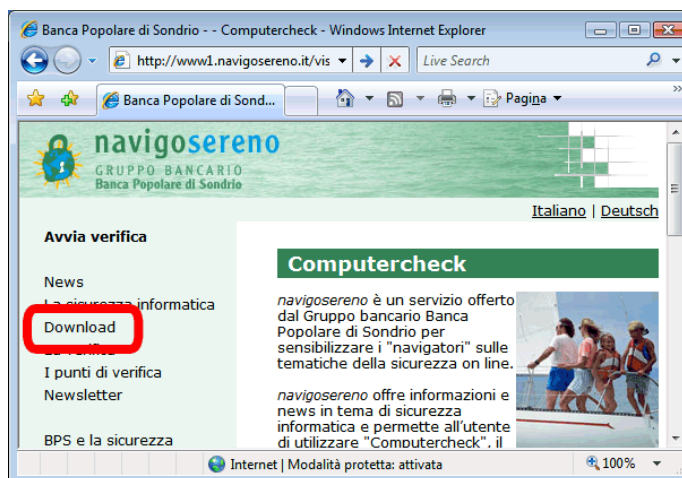 Banca Popolare di Sondrio - - Computercheck - Windows Internet Explorer
http://www1.navigosereno.it/vis
Live Search
Banca Popolare di Sond...
Pagina
navigosereno
GRUPPO BANCARIO
Banca Popolare di Sondrio
Italiano | Deutsch
Avvia verifica
Computercheck
News
La sicurezza informatica
Download
La verifica
I punti di verifica
Newsletter
BPS e la sicurezza
navigosereno è un servizio offerto
dal Gruppo bancario Banca
Popolare di Sondrio per
sensibilizzare i "navigatori" sulle
tematiche della sicurezza on line.
navigosereno offre informazioni e
news in tema di sicurezza
informatica e permette all'utente
di utilizzare "Computercheck", il
Internet | Modalità protetta: attivata
100%